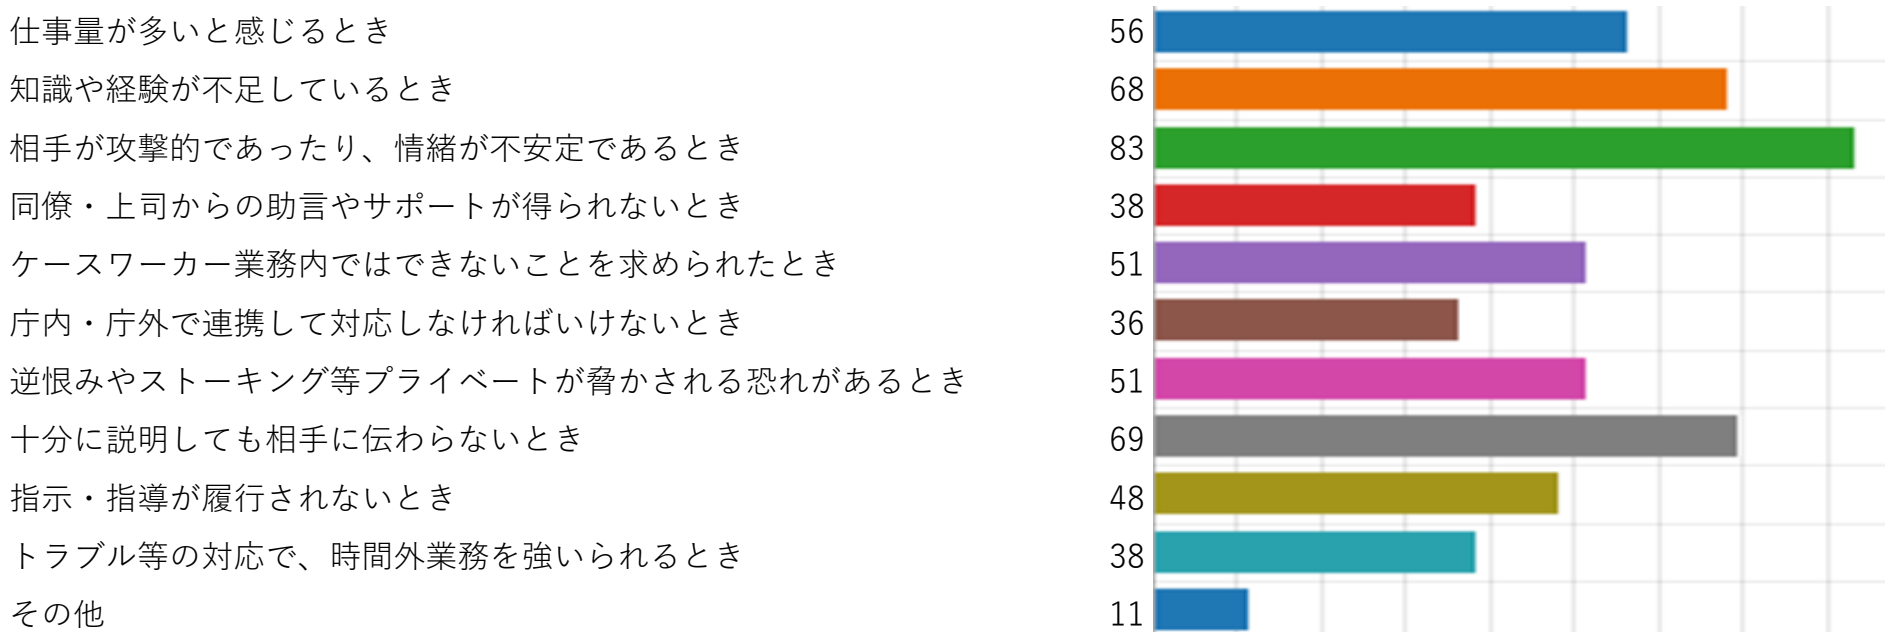 仕事量が多いと感じるとき 56
知識や経験が不足しているとき 68
相手が攻撃的であったり、情緒が不安定であるとき 83
同僚・上司からの助言やサポートが得られないとき 38
ケースワーカー業務内ではできないことを求められたとき 51
庁内・庁外で連携して対応しなければいけないとき 36
逆恨みやストーキング等プライベートが脅かされる恐れがあるとき 51
十分に説明しても相手に伝わらないとき 69
指示・指導が履行されないとき 48
トラブル等の対応で、時間外業務を強いられるとき 38
その他 11